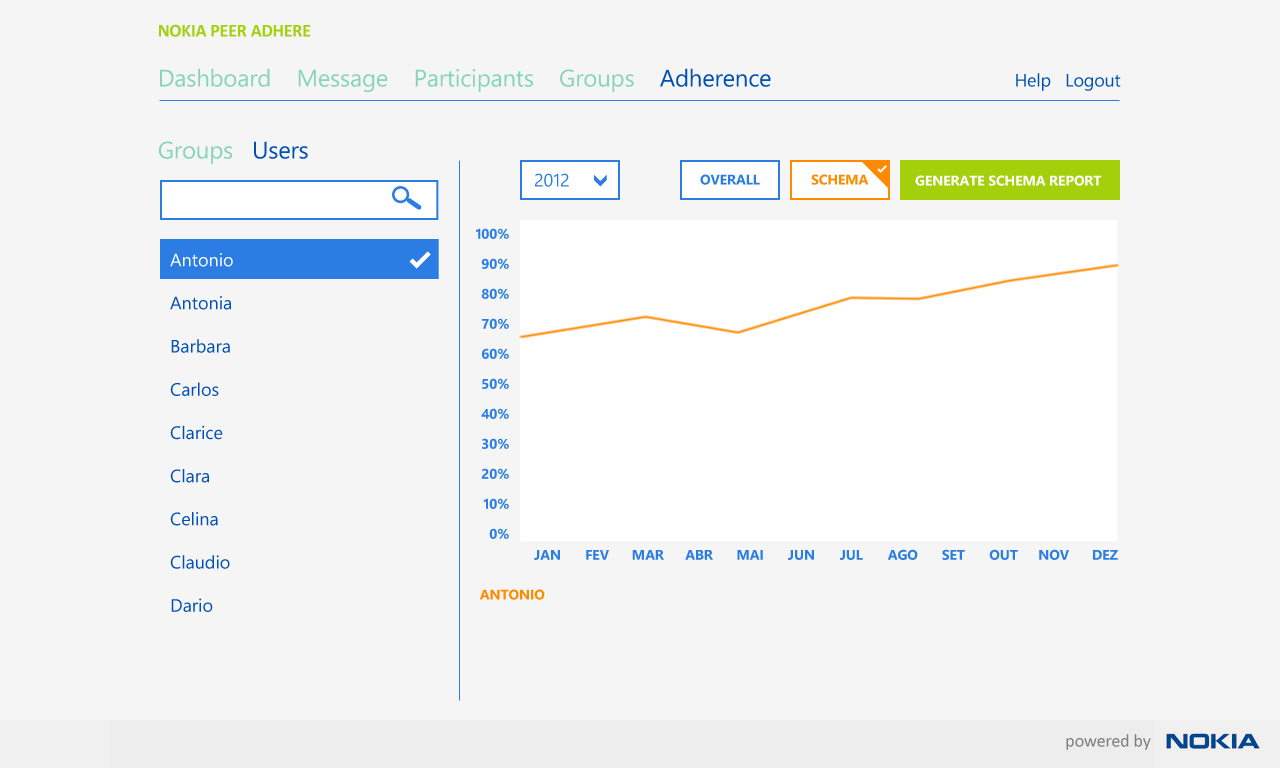 NOKIA PEER ADHERE
Dashboard Message Participants Groups Adherence Help Logout
Groups Users
2012 OVERALL SCHEMA GENERATE SCHEMA REPORT
Antonio
Antonia
Barbara
Carlos
Clarice
Clara
Celina
Claudio
Dario
100%
90%
80%
70%
60%
50%
40%
30%
20%
10%
0%
JAN FEV MAR ABR MAI JUN JUL AGO SET OUT NOV DEZ
ANTONIO
powered by NOKIA